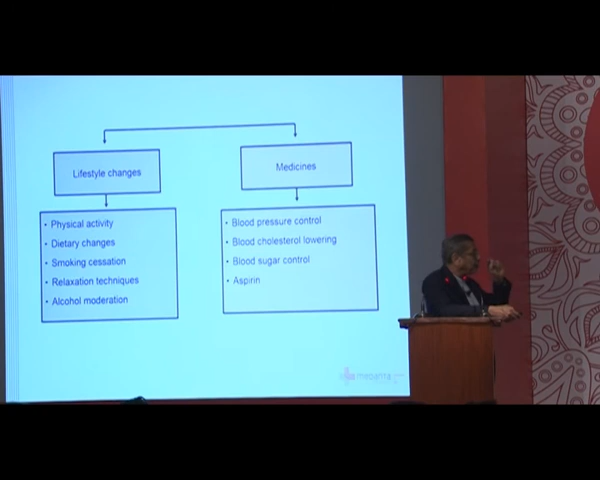 Lifestyle changes
Medicines
• Physical activity
• Dietary changes
• Smoking cessation
• Relaxation techniques
• Alcohol moderation
• Blood pressure control
• Blood cholesterol lowering
• Blood sugar control
• Aspirin
medanta